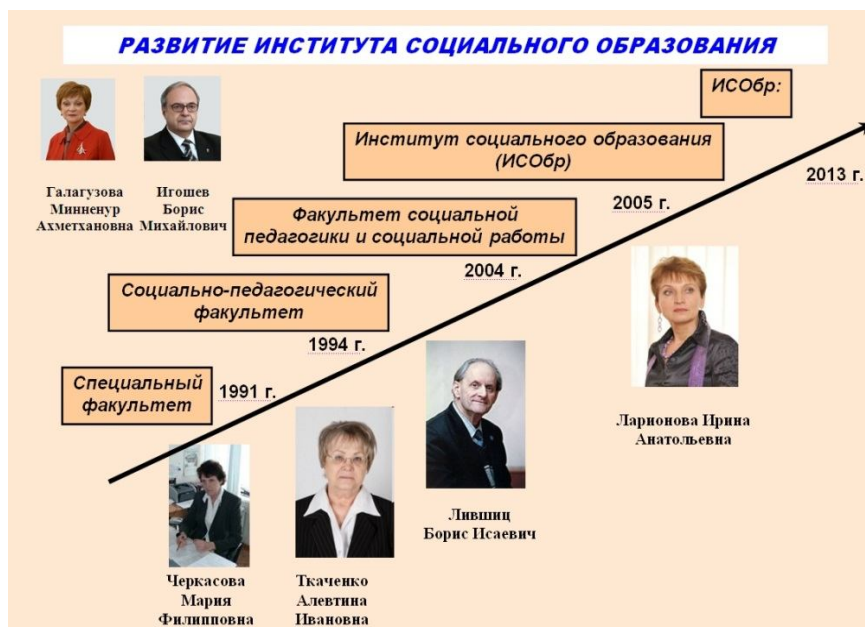 РАЗВИТИЕ ИНСТИТУТА СОЦИАЛЬНОГО ОБРАЗОВАНИЯ
ИСОбр:
Институт социального образования
(ИСОбр)
2013 г.
Галагузова
Минненур
Ахметхановна
Игошев
Борис
Михайлович
2005 г.
Факультет социальной
педагогики и социальной работы
2004 г.
Социально-педагогический
факультет
1994 г.
Специальный
факультет
1991 г.
Ларионова Ирина
Анатольевна
Лившиц
Борис Исаевич
Черкасова
Мария
Филипповна
Ткаченко
Алевтина
Ивановна